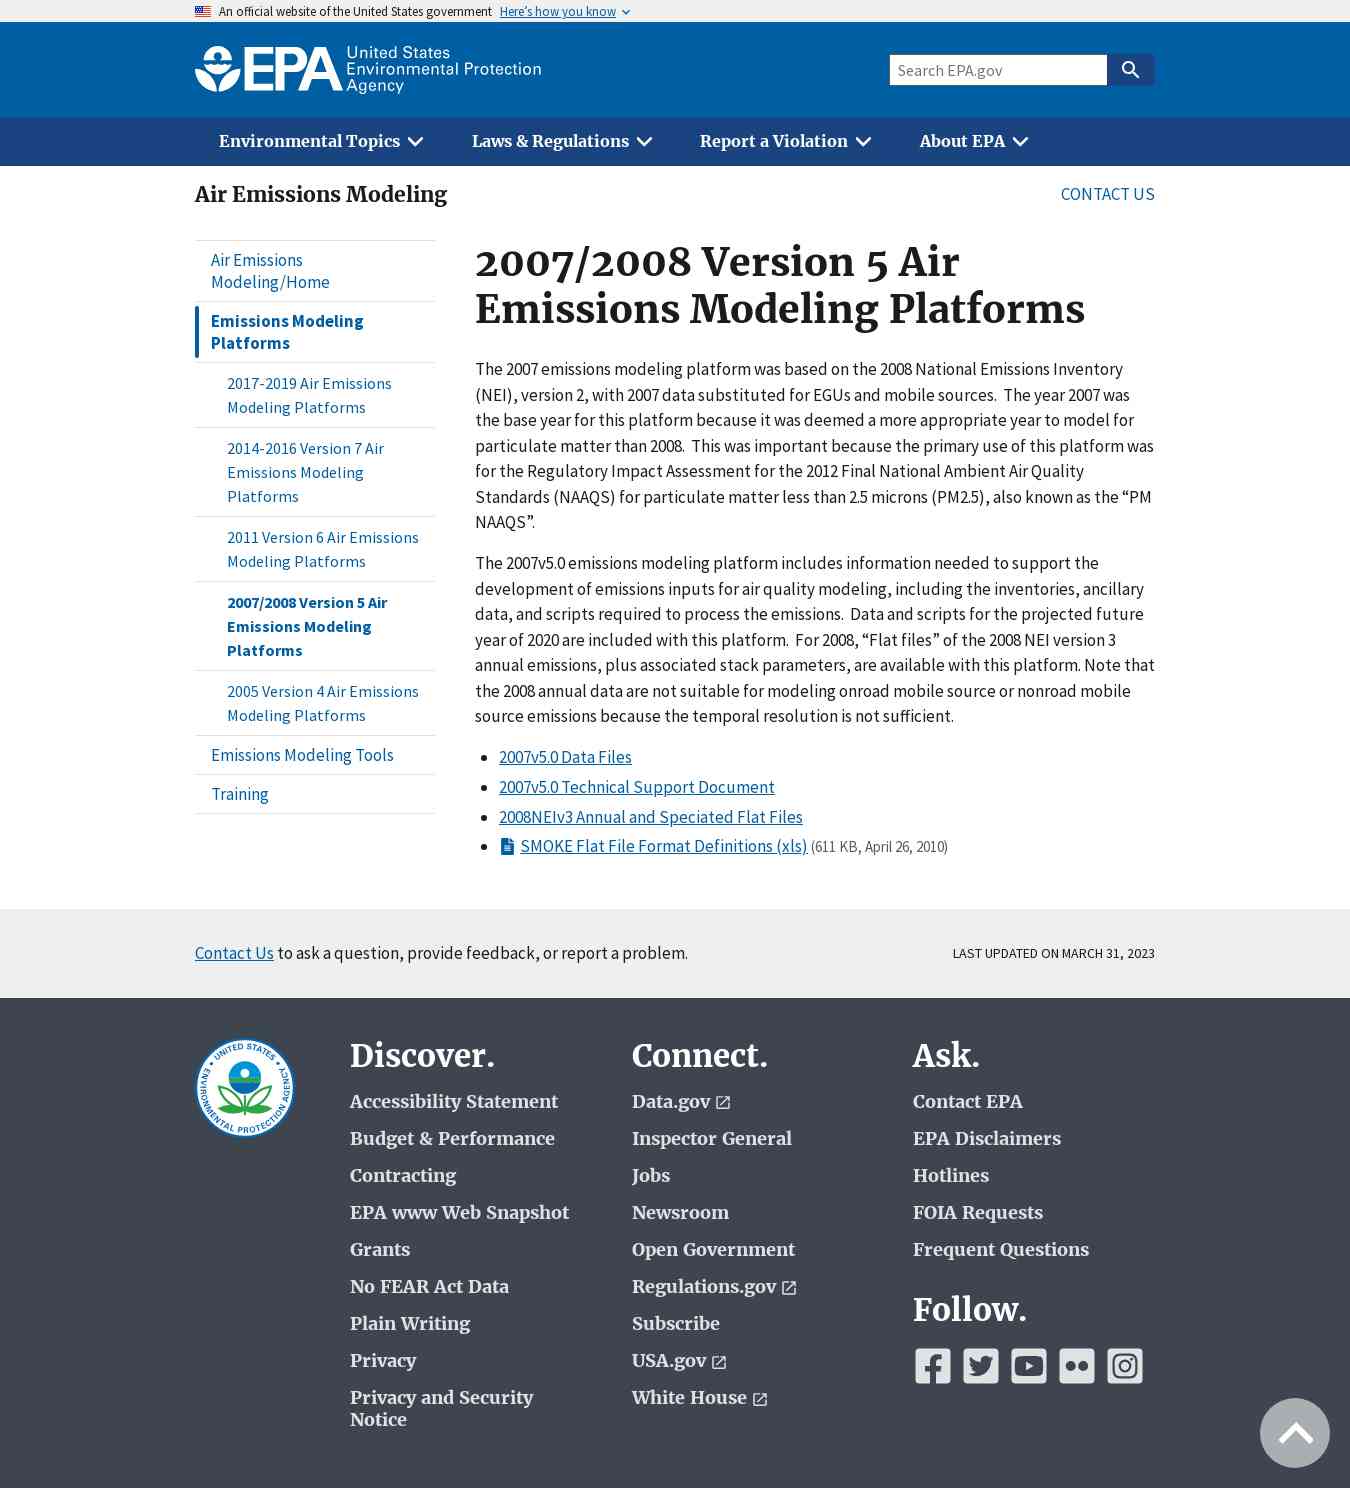 An official website of the United States government Here’s how you know
EPA United States
Environmental Protection
Agency
Search EPA.gov
Environmental Topics
Laws & Regulations
Report a Violation
About EPA
Air Emissions Modeling
CONTACT US
Air Emissions
Modeling/Home
Emissions Modeling
Platforms
2017-2019 Air Emissions
Modeling Platforms
2014-2016 Version 7 Air
Emissions Modeling
Platforms
2011 Version 6 Air Emissions
Modeling Platforms
2007/2008 Version 5 Air
Emissions Modeling
Platforms
2005 Version 4 Air Emissions
Modeling Platforms
Emissions Modeling Tools
Training
2007/2008 Version 5 Air
Emissions Modeling Platforms
The 2007 emissions modeling platform was based on the 2008 National Emissions Inventory
(NEI), version 2, with 2007 data substituted for EGUs and mobile sources.  The year 2007 was
the base year for this platform because it was deemed a more appropriate year to model for
particulate matter than 2008.  This was important because the primary use of this platform was
for the Regulatory Impact Assessment for the 2012 Final National Ambient Air Quality
Standards (NAAQS) for particulate matter less than 2.5 microns (PM2.5), also known as the “PM
NAAQS”.
The 2007v5.0 emissions modeling platform includes information needed to support the
development of emissions inputs for air quality modeling, including the inventories, ancillary
data, and scripts required to process the emissions.  Data and scripts for the projected future
year of 2020 are included with this platform.  For 2008, “Flat files” of the 2008 NEI version 3
annual emissions, plus associated stack parameters, are available with this platform. Note that
the 2008 annual data are not suitable for modeling onroad mobile source or nonroad mobile
source emissions because the temporal resolution is not sufficient.
2007v5.0 Data Files
2007v5.0 Technical Support Document
2008NEIv3 Annual and Speciated Flat Files
SMOKE Flat File Format Definitions (xls) (611 KB, April 26, 2010)
Contact Us to ask a question, provide feedback, or report a problem.
LAST UPDATED ON MARCH 31, 2023
UNITED STATES
ENVIRONMENTAL PROTECTION AGENCY
Discover.
Accessibility Statement
Budget & Performance
Contracting
EPA www Web Snapshot
Grants
No FEAR Act Data
Plain Writing
Privacy
Privacy and Security
Notice
Connect.
Data.gov
Inspector General
Jobs
Newsroom
Open Government
Regulations.gov
Subscribe
USA.gov
White House
Ask.
Contact EPA
EPA Disclaimers
Hotlines
FOIA Requests
Frequent Questions
Follow.